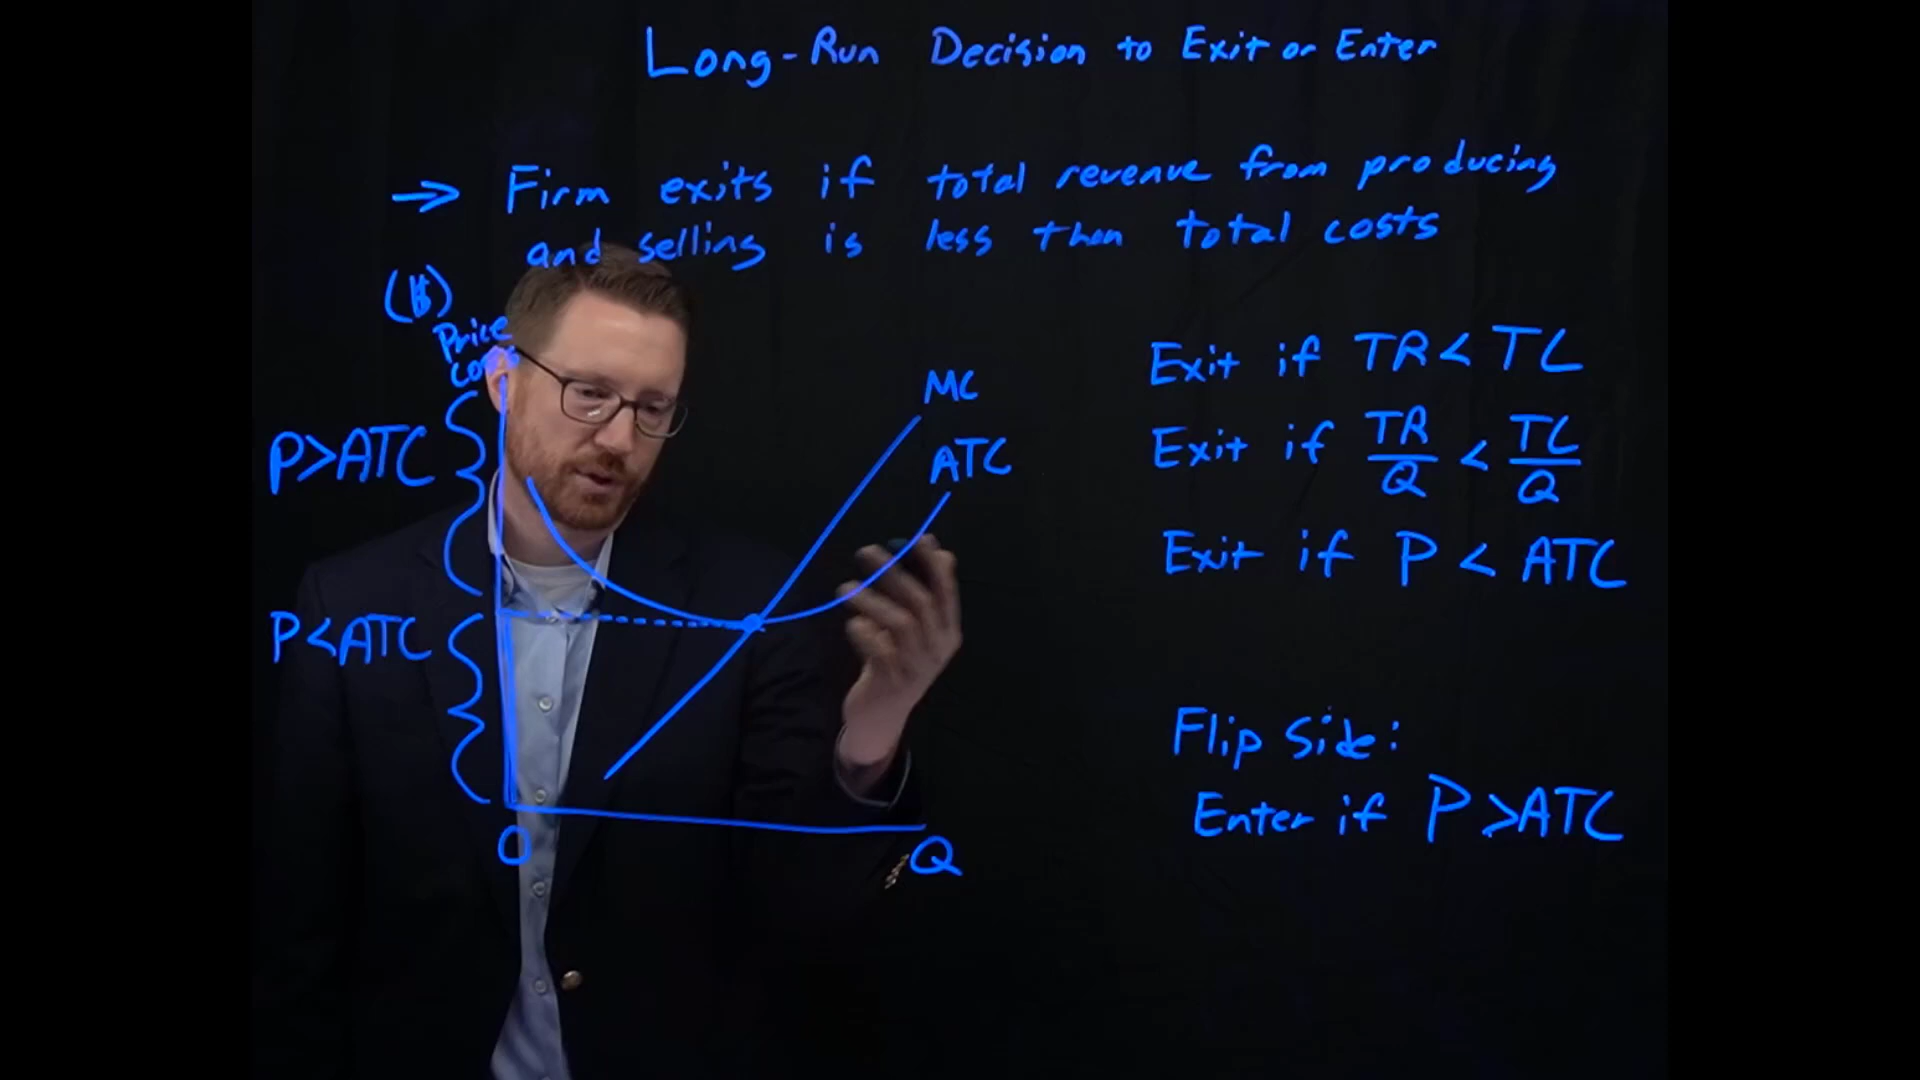 Long-Run Decision to Exit or Enter
→ Firm exits if total revenue from producing
and selling is less than total costs
($)
Price
Costs
P>ATC
P<ATC
MC
ATC
O
Q
Exit if TR < TC
Exit if TR/Q < TC/Q
Exit if P < ATC
Flip Side:
Enter if P >ATC